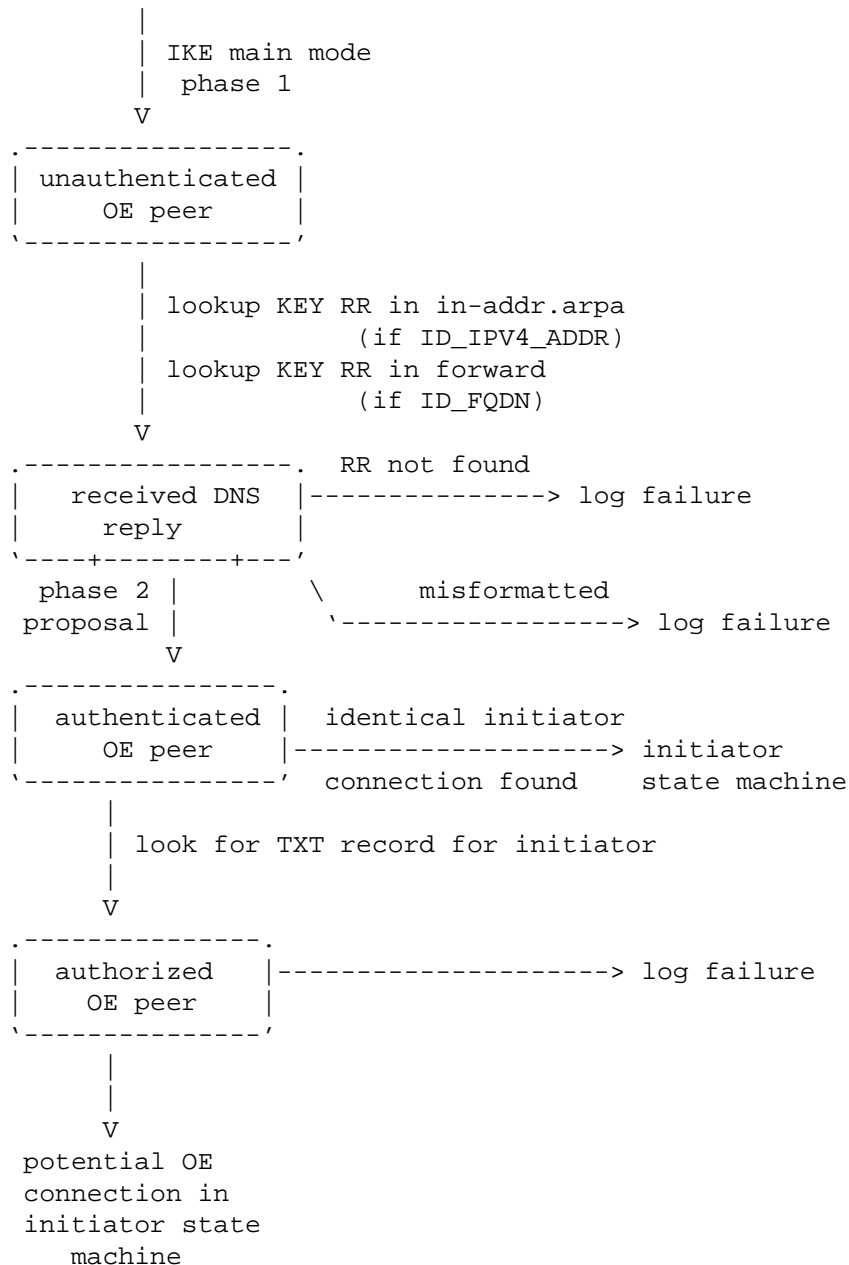 |
| IKE main mode
|  phase 1
V
.-----------------.
| unauthenticated |
|     OE peer     |
`-----------------'
|
| lookup KEY RR in in-addr.arpa
|             (if ID_IPV4_ADDR)
| lookup KEY RR in forward
|             (if ID_FQDN)
V
.-----------------.  RR not found
|   received DNS  |---------------> log failure
|     reply       |
`----+--------+---'
phase 2 |         \      misformatted
proposal |          `------------------> log failure
V
.----------------.
|  authenticated |  identical initiator
|     OE peer    |--------------------> initiator
`----------------'  connection found    state machine
|
| look for TXT record for initiator
|
V
.---------------.
|  authorized   |---------------------> log failure
|    OE peer    |
`---------------'
|
|
V
potential OE
connection in
initiator state
machine